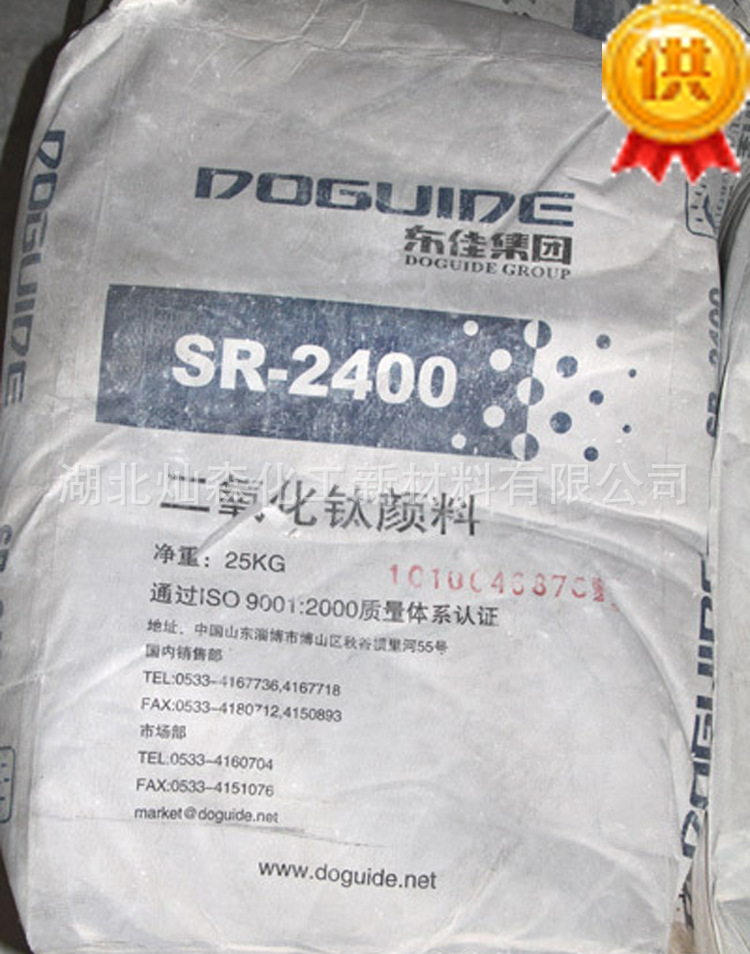 供
DOGUIDE
东佳集团
DOGUIDE GROUP
DOGUIDE
SR-2400
SR-2400
湖北灿森化工新材料有限公司
二氧化钛颜料
净重：25KG
通过ISO 9001:2000质量体系认证
地址：中国山东淄博市博山区秋谷横里河55号
国内销售部
TEL:0533-4167736,4167718
FAX:0533-4180712,4150893
市场部
TEL:0533-4160704
FAX:0533-4151076
market@doguide.net
www.doguide.net
DOGUIDE